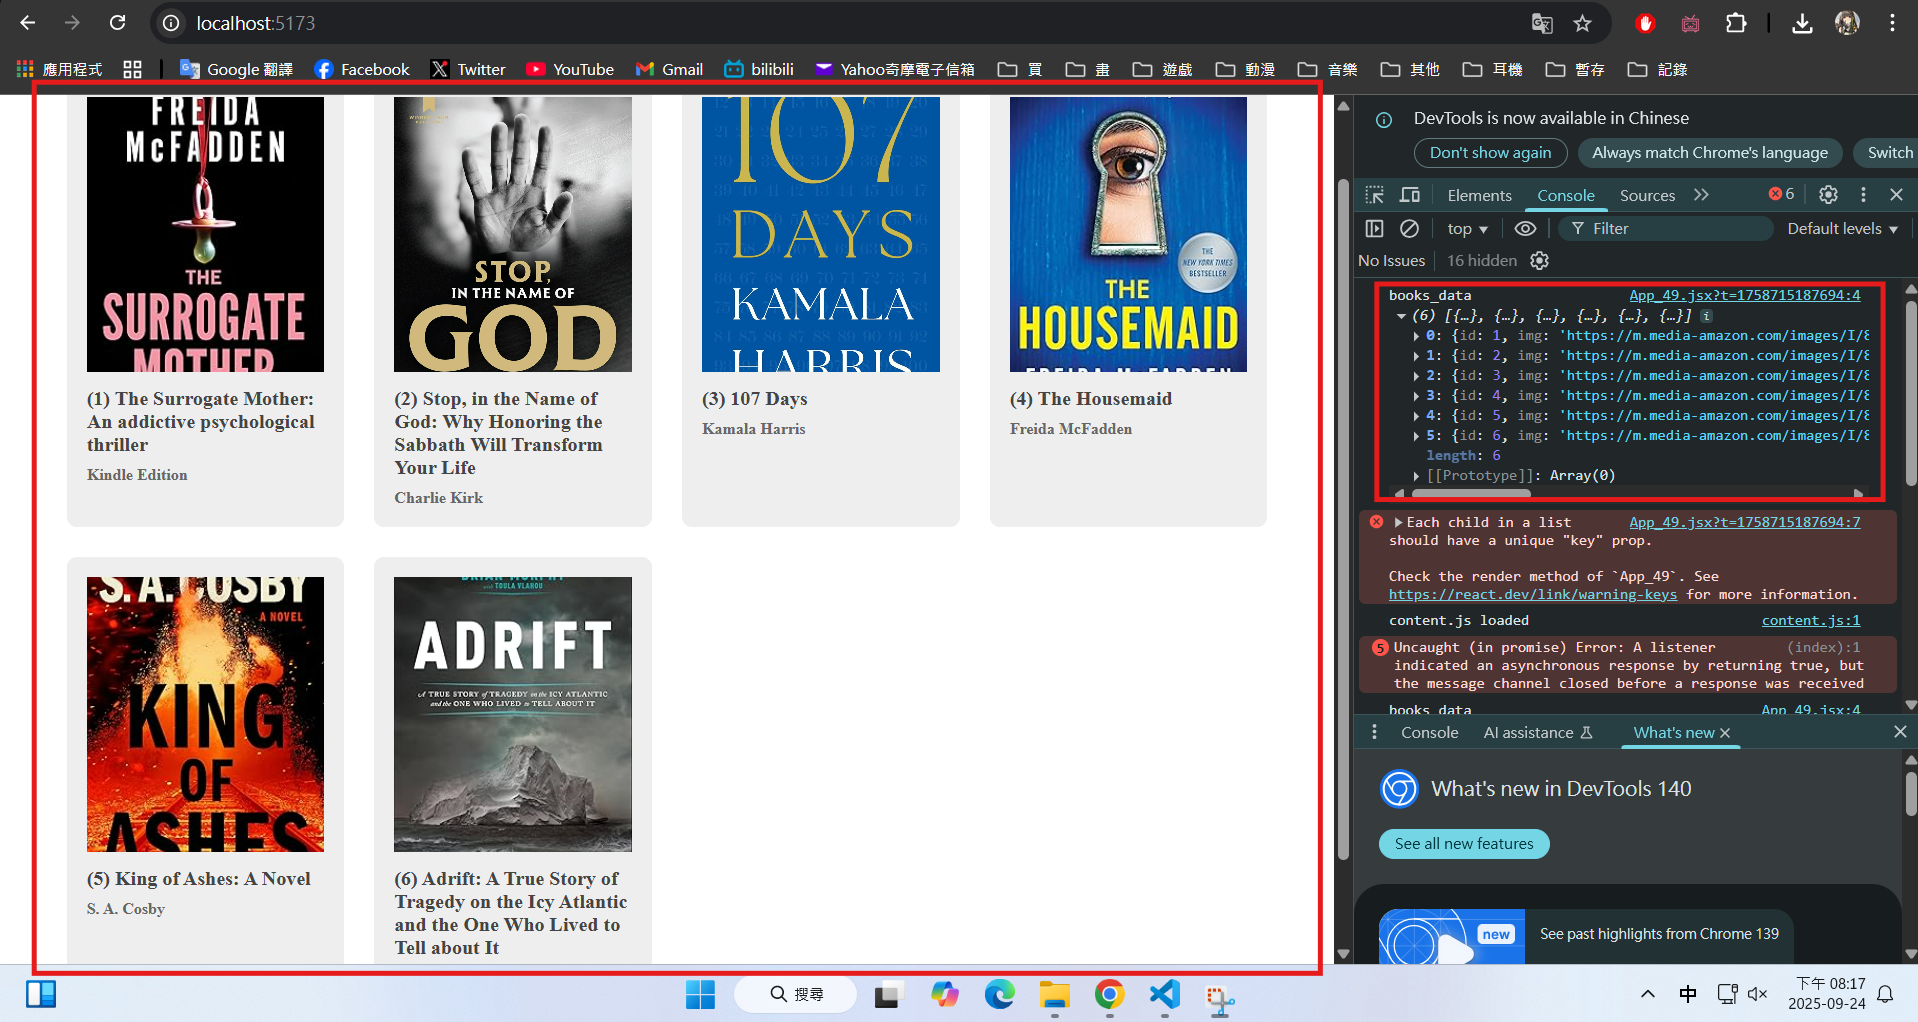 localhost:5173
應用程式
Google 翻譯
Facebook
Twitter
YouTube
Gmail
bilibili
Yahoo奇摩電子信箱
買
畫
遊戲
動漫
音樂
其他
耳機
暫存
記錄
FREIDA
McFADDEN
THE
SURROGATE
MOTHER
(1) The Surrogate Mother:
An addictive psychological
thriller
Kindle Edition
STOP,
IN THE NAME OF
GOD
(2) Stop, in the Name of
God: Why Honoring the
Sabbath Will Transform
Your Life
Charlie Kirk
107
DAYS
KAMALA
HARRIS
(3) 107 Days
Kamala Harris
THE
NEW YORK TIMES
BESTSELLER
THE
HOUSEMAID
FREIDA McFADDEN
(4) The Housemaid
Freida McFadden
S. A. COSBY
A NOVEL
KING
OF
ASHES
(5) King of Ashes: A Novel
S. A. Cosby
BRIAN MURPHY
with TOULA VLAHOU
ADRIFT
A TRUE STORY of TRAGEDY on the ICY ATLANTIC
and the ONE WHO LIVED to TELL ABOUT IT
(6) Adrift: A True Story of
Tragedy on the Icy Atlantic
and the One Who Lived to
Tell about It
DevTools is now available in Chinese
Don't show again
Always match Chrome's language
Switch
Elements
Console
Sources
6
top
Filter
Default levels
No Issues
16 hidden
books_data App_49.jsx?t=1758715187694:4
(6) [{…}, {…}, {…}, {…}, {…}, {…}]
0: {id: 1, img: 'https://m.media-amazon.com/images/I/8
1: {id: 2, img: 'https://m.media-amazon.com/images/I/8
2: {id: 3, img: 'https://m.media-amazon.com/images/I/8
3: {id: 4, img: 'https://m.media-amazon.com/images/I/8
4: {id: 5, img: 'https://m.media-amazon.com/images/I/8
5: {id: 6, img: 'https://m.media-amazon.com/images/I/8
length: 6
[[Prototype]]: Array(0)
Each child in a list App_49.jsx?t=1758715187694:7
should have a unique "key" prop.
Check the render method of `App_49`. See
https://react.dev/link/warning-keys for more information.
content.js loaded content.js:1
5 Uncaught (in promise) Error: A listener (index):1
indicated an asynchronous response by returning true, but
the message channel closed before a response was received
books_data App_49.jsx:4
Console
AI assistance
What's new
What's new in DevTools 140
See all new features
new
See past highlights from Chrome 139
搜尋
中
下午 08:17
2025-09-24